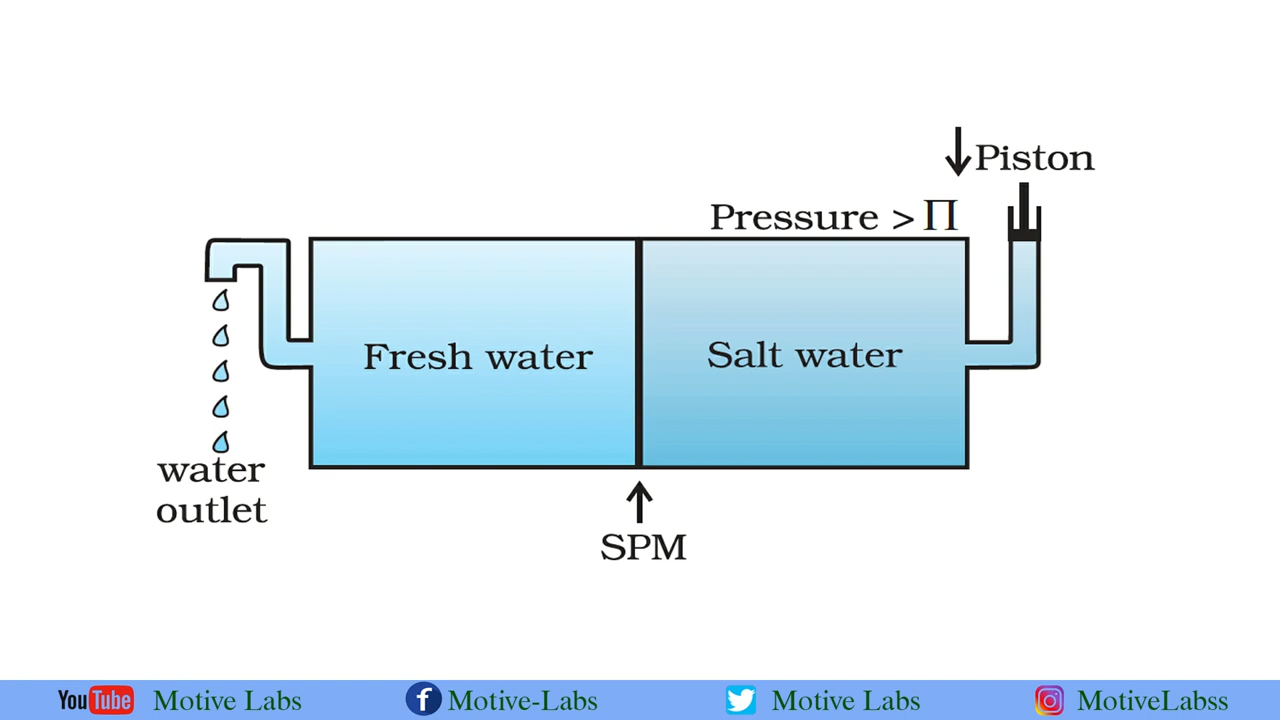 Piston
Pressure > Π
Fresh water
Salt water
water
outlet
SPM
YouTube Motive Labs f Motive-Labs Motive Labs MotiveLabss